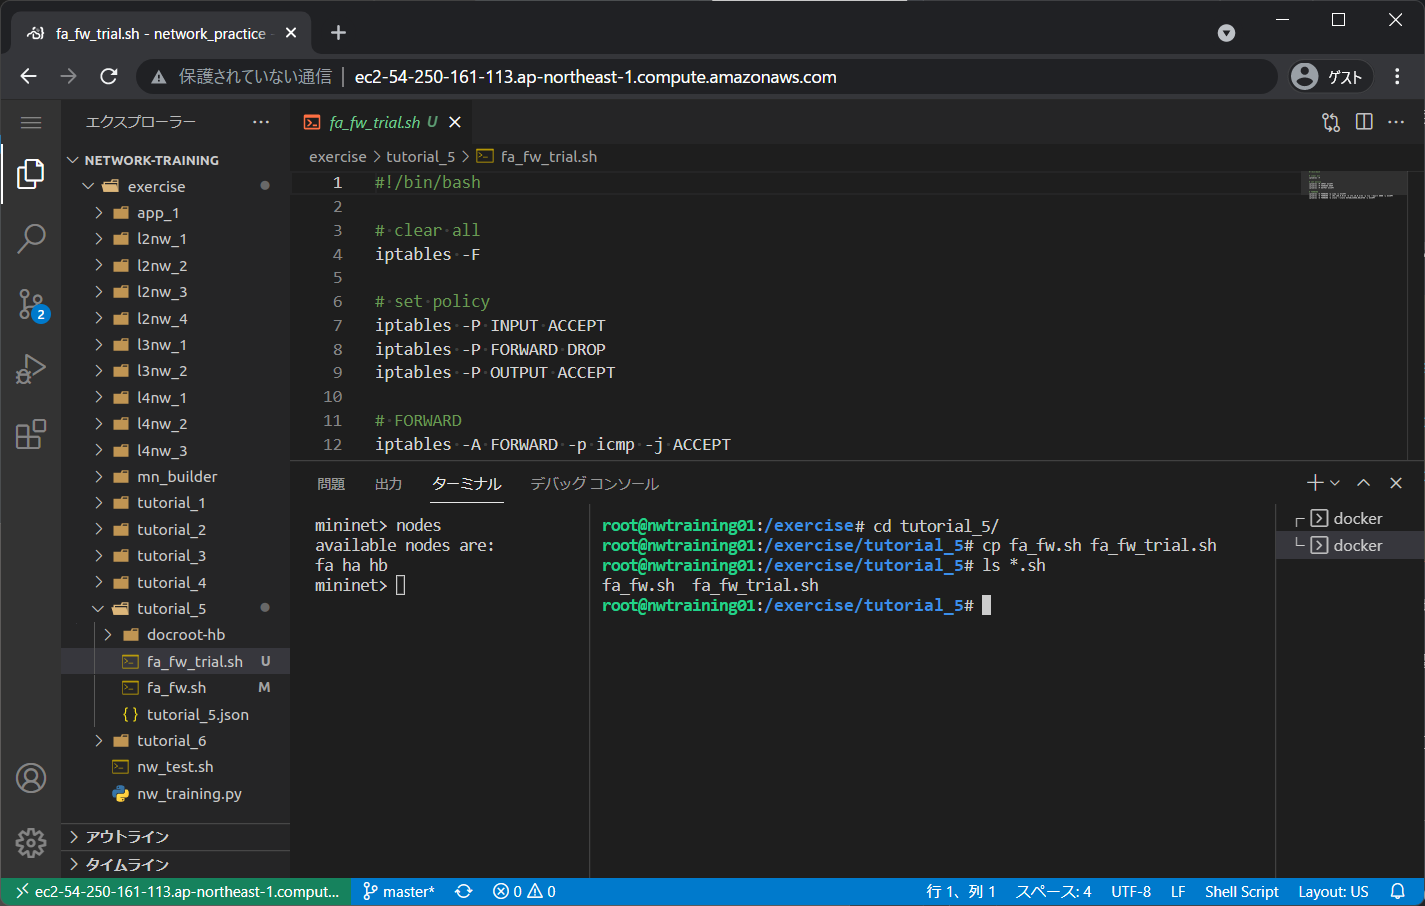 fa_fw_trial.sh - network_practice
保護されていない通信 ec2-54-250-161-113.ap-northeast-1.compute.amazonaws.com
ゲスト
エクスプローラー
NETWORK-TRAINING
exercise
app_1
l2nw_1
l2nw_2
l2nw_3
l2nw_4
l3nw_1
l3nw_2
l4nw_1
l4nw_2
l4nw_3
mn_builder
tutorial_1
tutorial_2
tutorial_3
tutorial_4
tutorial_5
docroot-hb
fa_fw_trial.sh U
fa_fw.sh M
tutorial_5.json
tutorial_6
nw_test.sh
nw_training.py
アウトライン
タイムライン
2
fa_fw_trial.sh U
exercise > tutorial_5 > fa_fw_trial.sh
1 #!/bin/bash
2
3 # clear all
4 iptables -F
5
6 # set policy
7 iptables -P INPUT ACCEPT
8 iptables -P FORWARD DROP
9 iptables -P OUTPUT ACCEPT
10
11 # FORWARD
12 iptables -A FORWARD -p icmp -j ACCEPT
問題 出力 ターミナル デバッグ コンソール
mininet> nodes
available nodes are:
fa ha hb
mininet>
root@nwtraining01:/exercise# cd tutorial_5/
root@nwtraining01:/exercise/tutorial_5# cp fa_fw.sh fa_fw_trial.sh
root@nwtraining01:/exercise/tutorial_5# ls *.sh
fa_fw.sh  fa_fw_trial.sh
root@nwtraining01:/exercise/tutorial_5#
docker
docker
ec2-54-250-161-113.ap-northeast-1.comput... master* 0 0 行 1、列 1 スペース: 4 UTF-8 LF Shell Script Layout: US